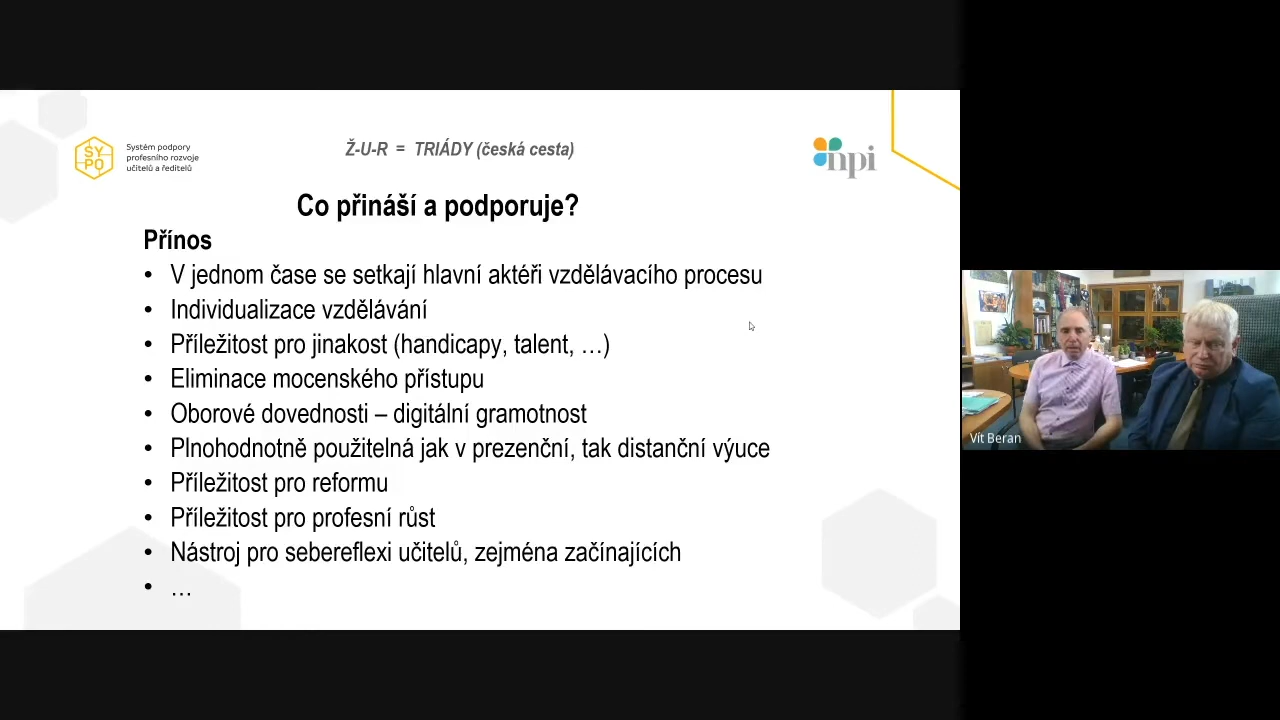 SY
PO
Systém podpory
profesního rozvoje
učitelů a ředitelů
Ž-U-R = TRIÁDY (česká cesta)
npi
Co přináší a podporuje?
Přínos
• V jednom čase se setkají hlavní aktéři vzdělávacího procesu
• Individualizace vzdělávání
• Příležitost pro jinakost (handicapy, talent, …)
• Eliminace mocenského přístupu
• Oborové dovednosti – digitální gramotnost
• Plnohodnotně použitelná jak v prezenční, tak distanční výuce
• Příležitost pro reformu
• Příležitost pro profesní růst
• Nástroj pro sebereflexi učitelů, zejména začínajících
• …
Vít Beran